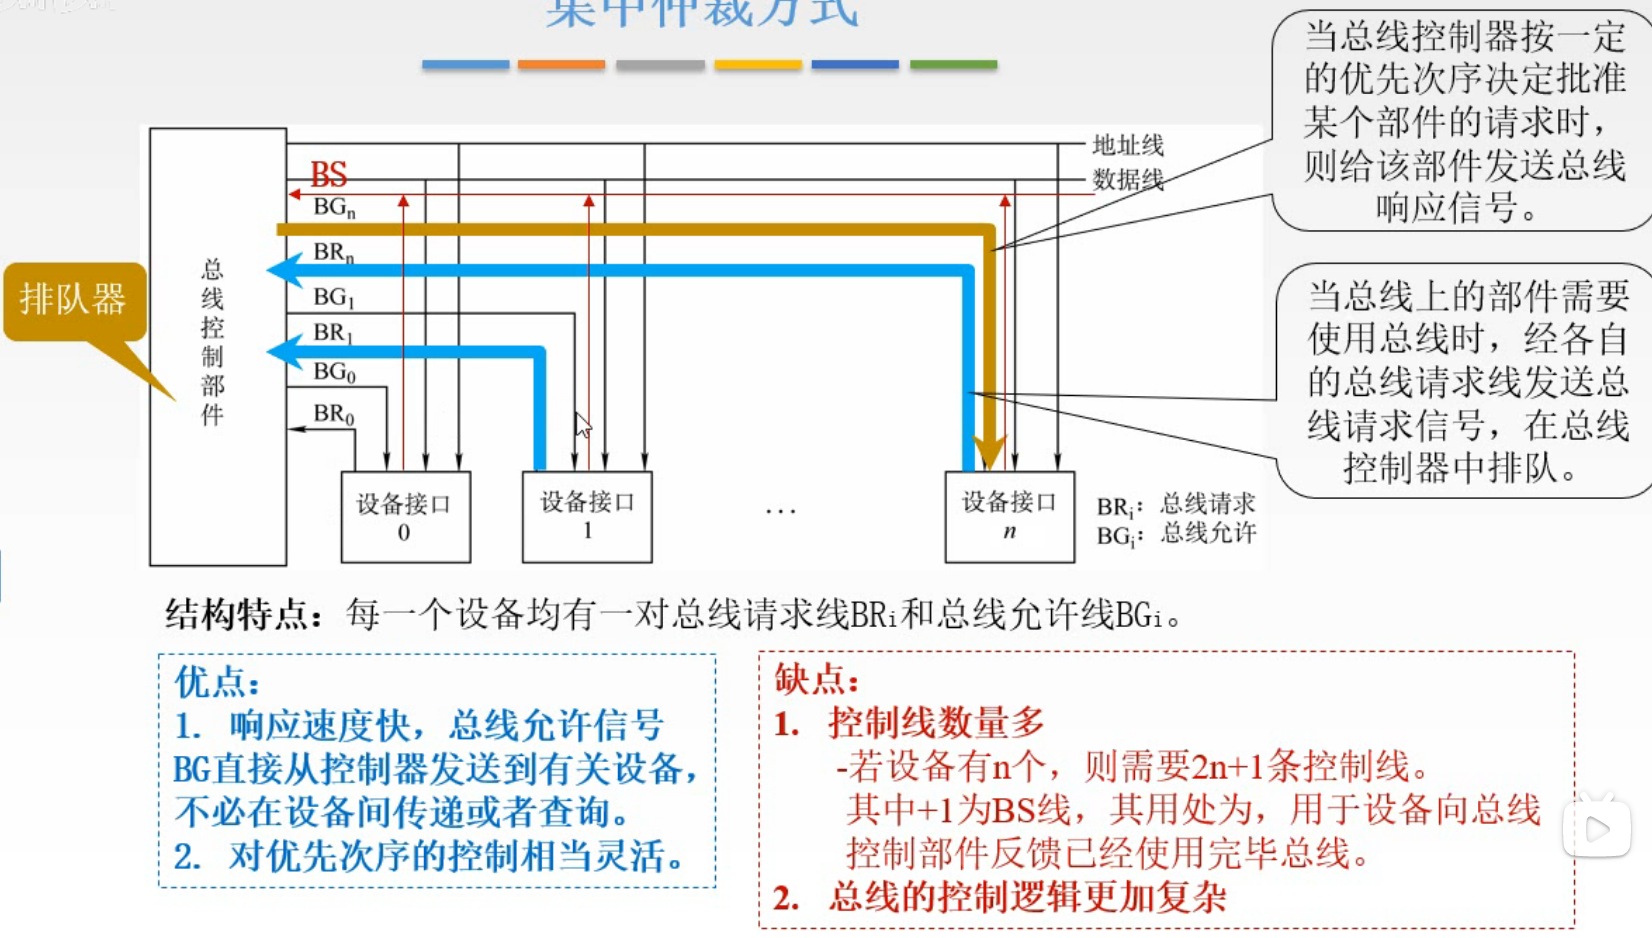 集中仲裁方式
当总线控制器按一定
的优先次序决定批准
某个部件的请求时，
则给该部件发送总线
响应信号。
地址线
数据线
BS
BGn
BRn
BG1
BR1
BG0
BR0
总线控制部件
排队器
当总线上的部件需要
使用总线时，经各自
的总线请求线发送总
线请求信号，在总线
控制器中排队。
设备接口
0
设备接口
1
...
设备接口
n
BRi：总线请求
BGi：总线允许
结构特点：每一个设备均有一对总线请求线BRi和总线允许线BGi。
优点：
1. 响应速度快，总线允许信号
BG直接从控制器发送到有关设备，
不必在设备间传递或者查询。
2. 对优先次序的控制相当灵活。
缺点：
1. 控制线数量多
-若设备有n个，则需要2n+1条控制线。
其中+1为BS线，其用处为，用于设备向总线
控制部件反馈已经使用完毕总线。
2. 总线的控制逻辑更加复杂